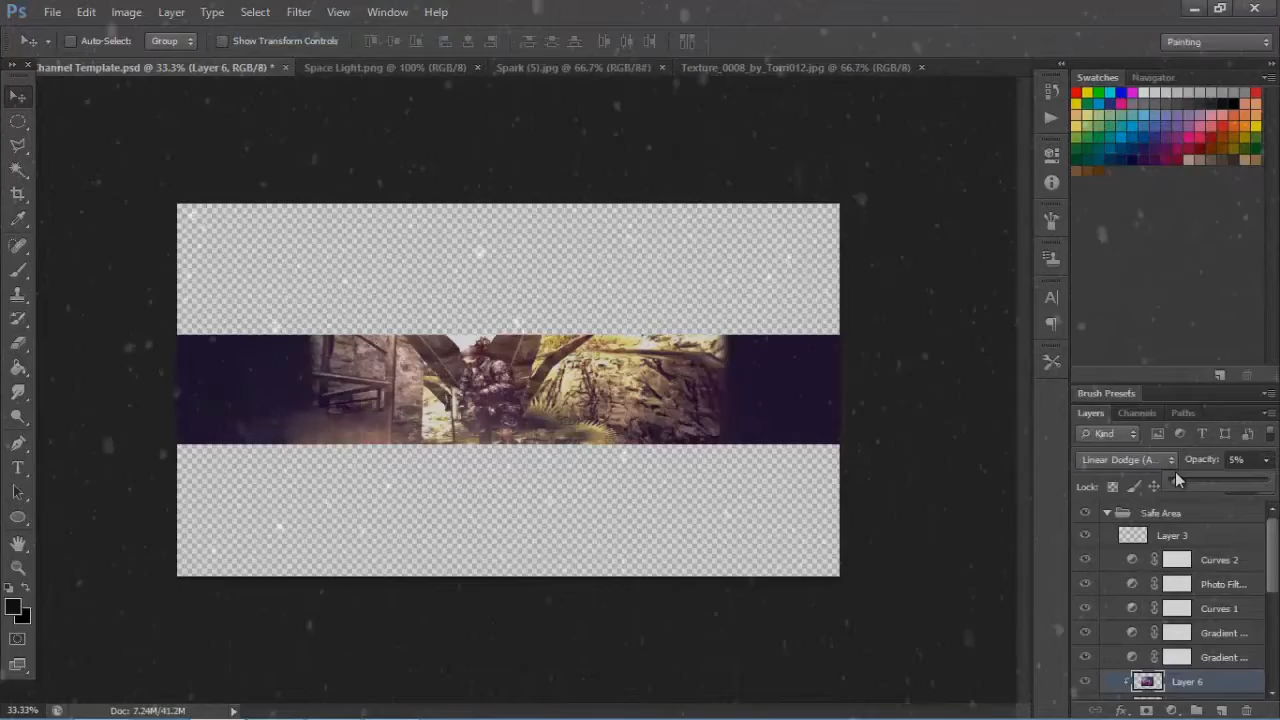 Ps File Edit Image Layer Type Select Filter View Window Help
Auto-Select: Group Show Transform Controls Painting
hannel Template.psd @ 33.3% (Layer 6, RGB/8) * × Space Light.png @ 100% (RGB/8) × Spark (5).jpg @ 66.7% (RGB/8#) × Texture_0008_by_Tomi012.jpg @ 66.7% (RGB/8) ×
Swatches Navigator
Brush Presets
Layers Channels Paths
Kind
Linear Dodge (A... Opacity: 5%
Lock:
Safe Area
Layer 3
Curves 2
Photo Filt...
Curves 1
Gradient ...
Gradient ...
Layer 6
33.33% Doc: 7.24M/41.2M